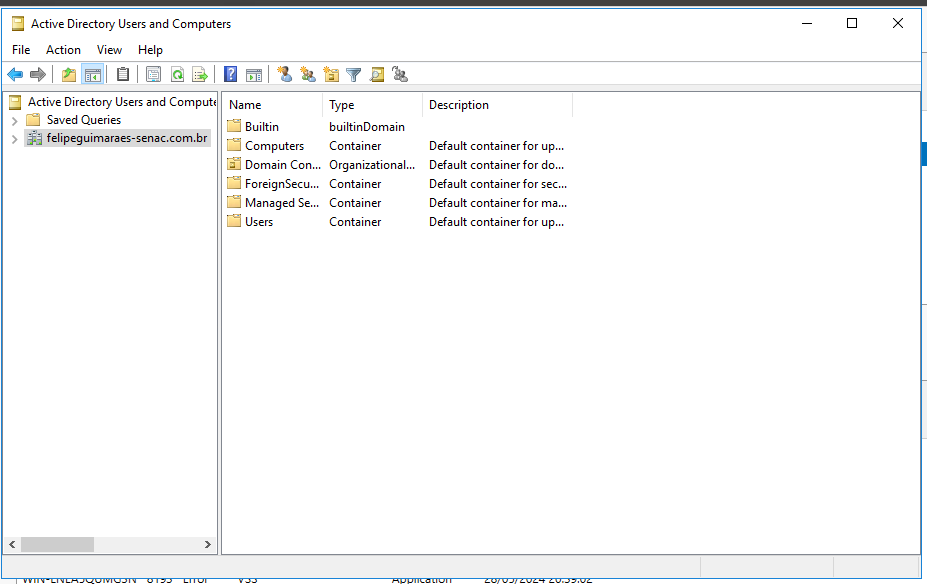 Active Directory Users and Computers
File Action View Help
Active Directory Users and Compute
Saved Queries
felipeguimaraes-senac.com.br
Name Type Description
Builtin builtinDomain
Computers Container Default container for up...
Domain Con... Organizational... Default container for do...
ForeignSecu... Container Default container for sec...
Managed Se... Container Default container for ma...
Users Container Default container for up...
8193 Error VSS Application 28/05/2024 20:39:02